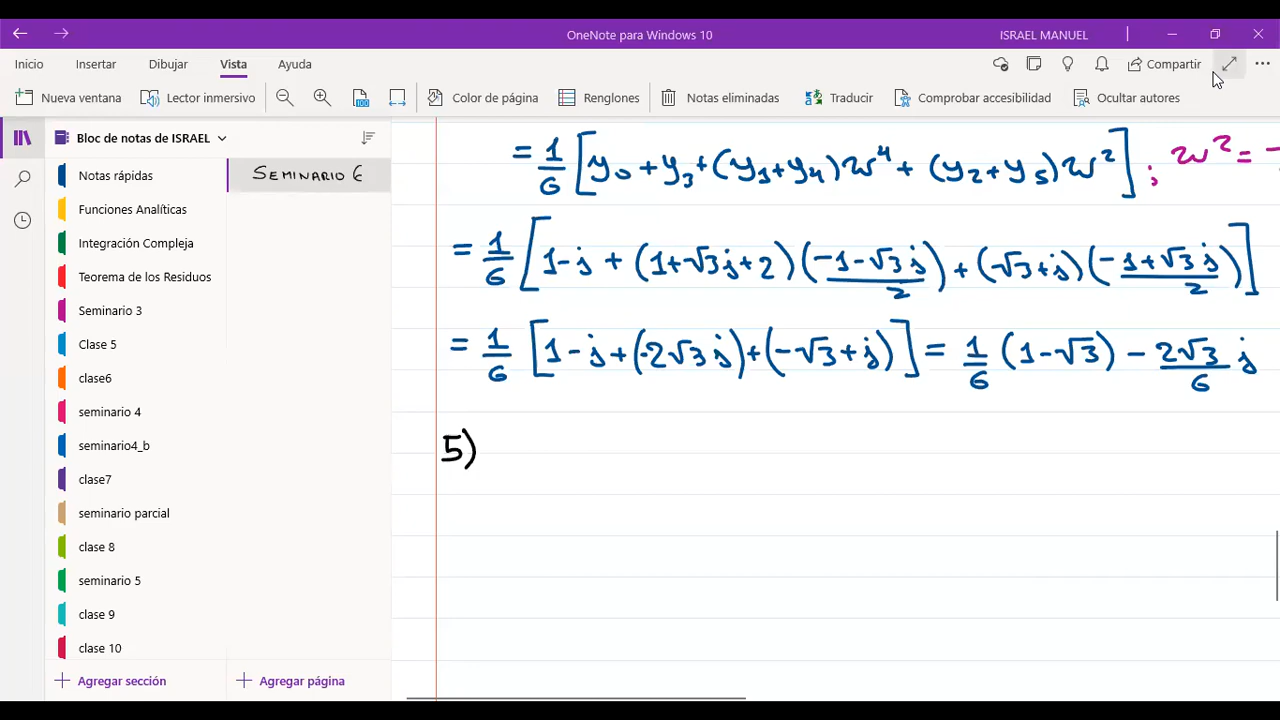 OneNote para Windows 10
ISRAEL MANUEL
Inicio Insertar Dibujar Vista Ayuda Compartir
Nueva ventana Lector inmersivo Color de página Renglones Notas eliminadas Traducir Comprobar accesibilidad Ocultar autores
Bloc de notas de ISRAEL
Notas rápidas
Funciones Analíticas
Integración Compleja
Teorema de los Residuos
Seminario 3
Clase 5
clase6
seminario 4
seminario4_b
clase7
seminario parcial
clase 8
seminario 5
clase 9
clase 10
Agregar sección
SEMINARIO 6
Agregar página
= 1/6 [y₀ + y₃ + (y₁+y₄)w⁴ + (y₂+y₅)w²] ; w² = -
= 1/6 [1-j + (1+√3j+2)(-1-√3j/2) + (√3+j)(-1+√3j/2)]
= 1/6 [1-j+(-2√3j)+(-√3+j)] = 1/6 (1-√3) - 2√3/6 j
5)